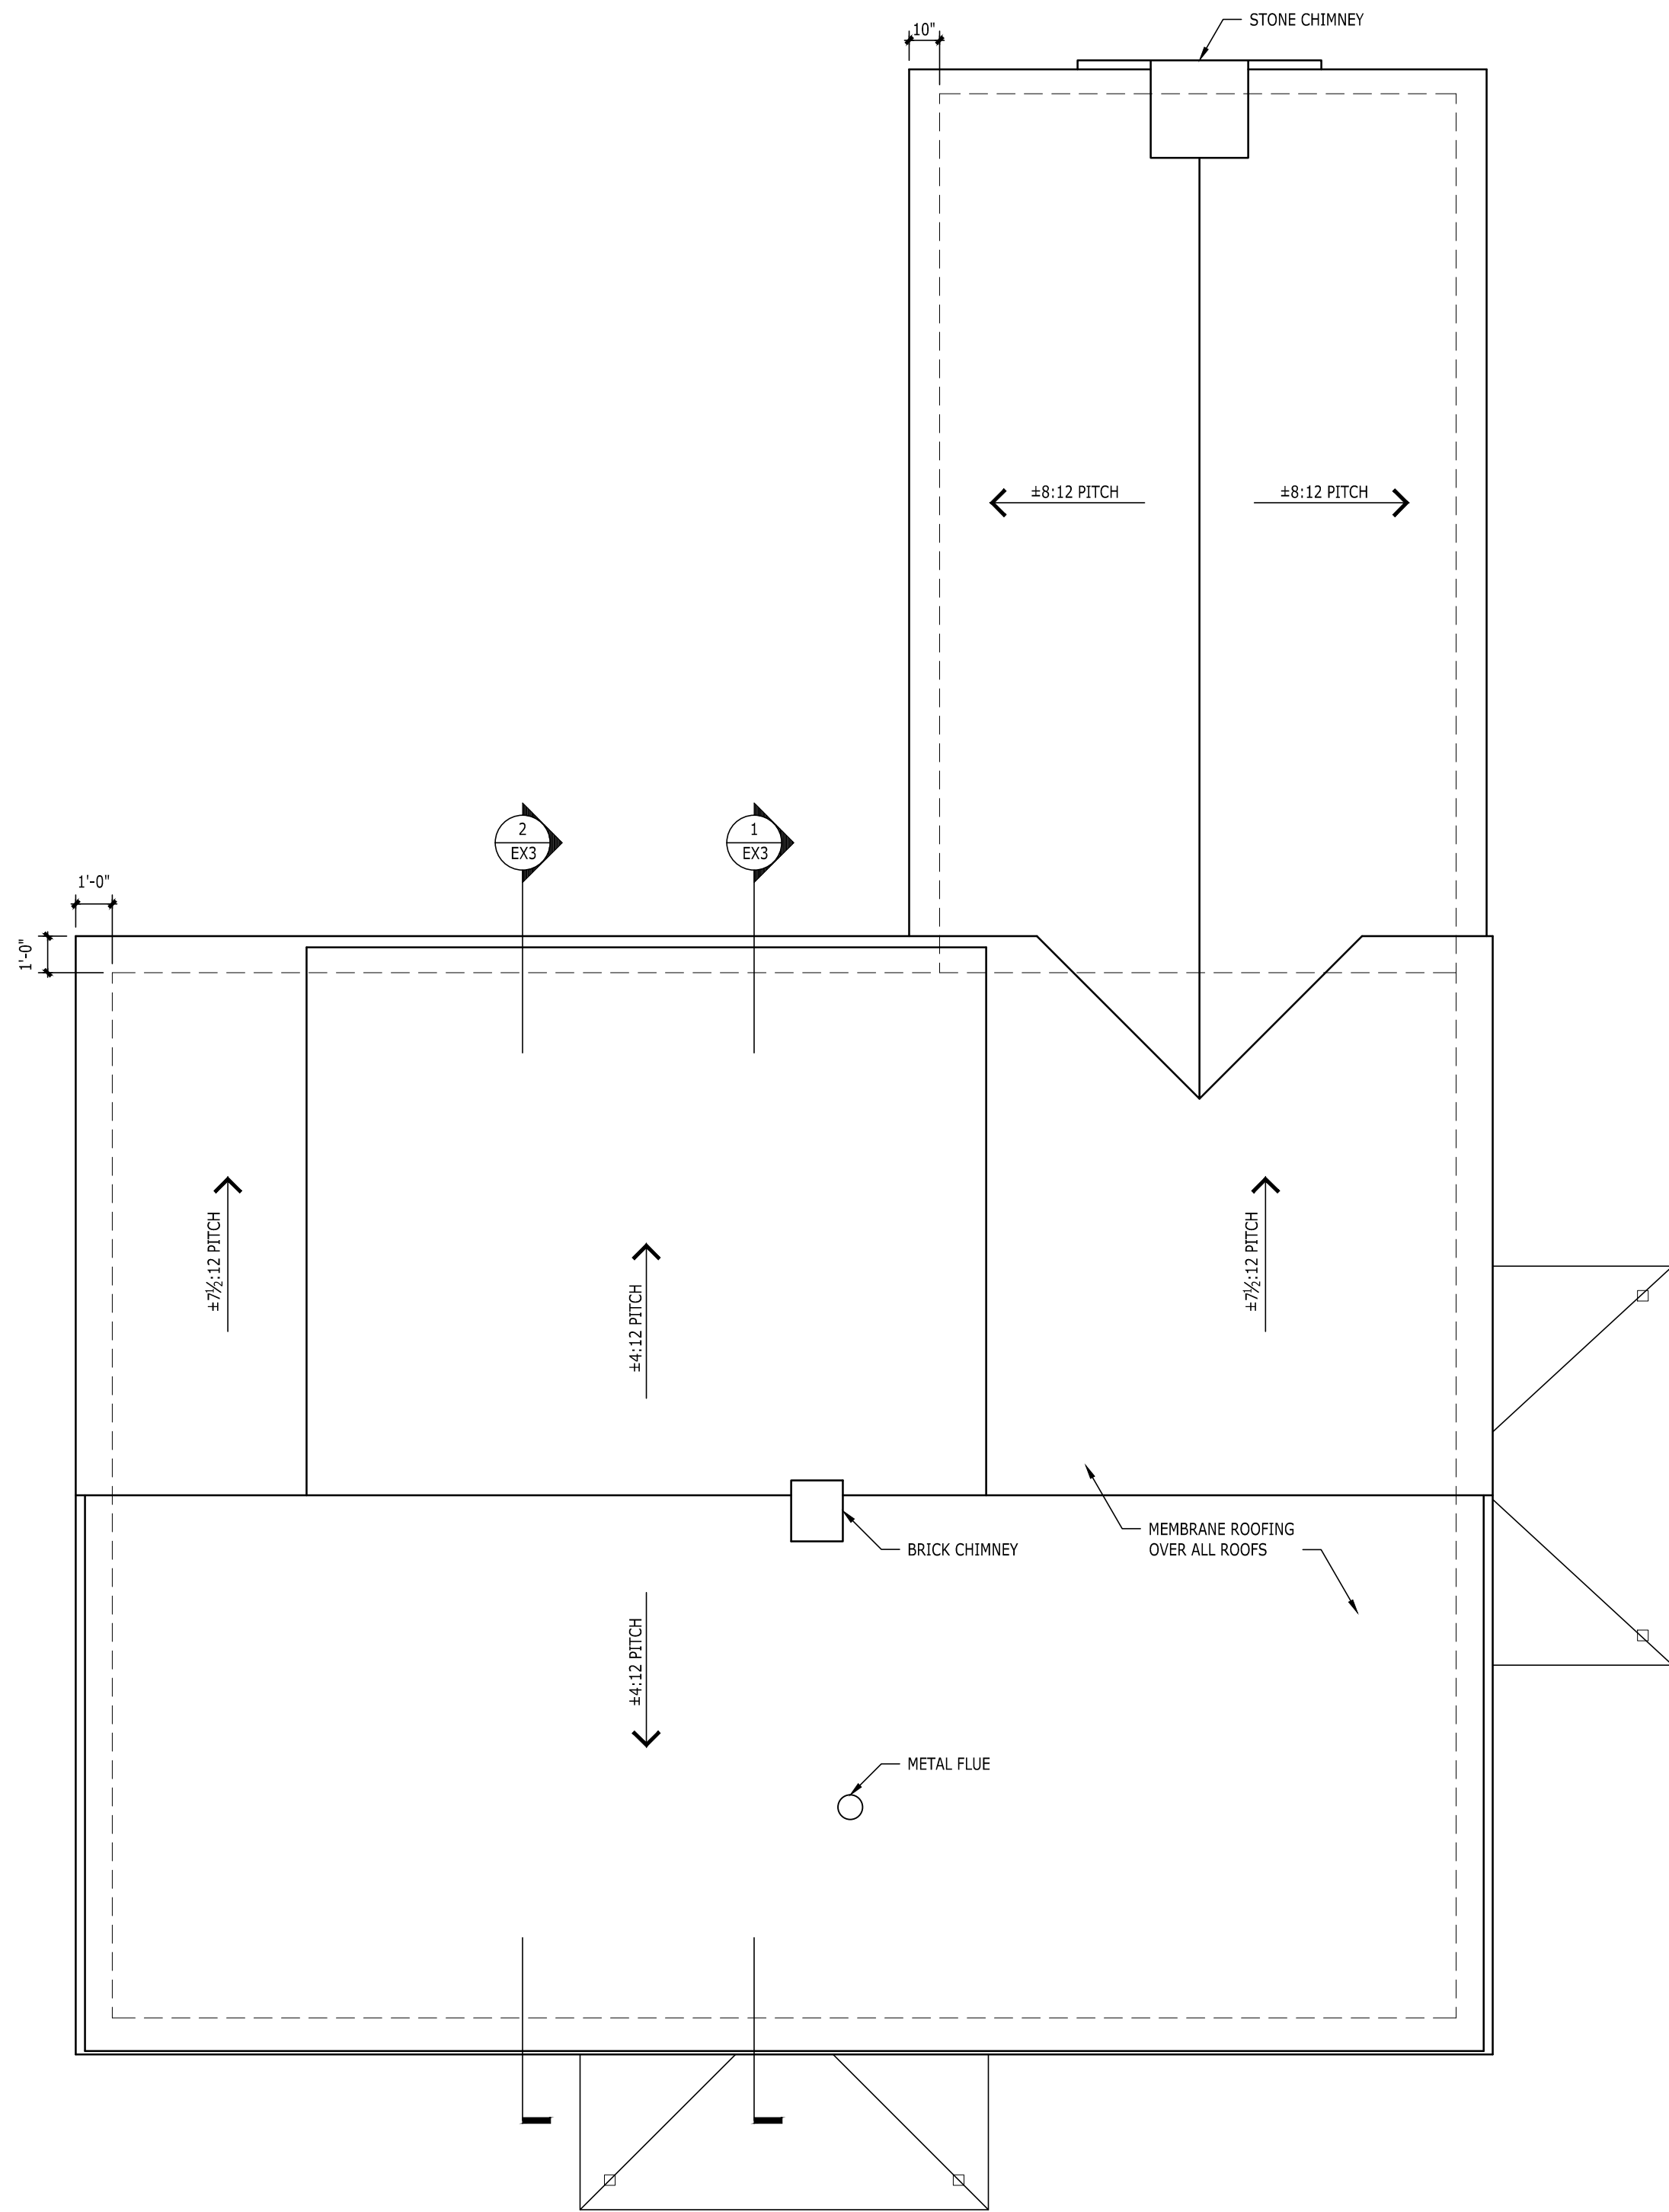 STONE CHIMNEY
10"
±8:12 PITCH
±8:12 PITCH
2
EX3
1
EX3
1'-0"
1'-0"
±7½:12 PITCH
±4:12 PITCH
±7½:12 PITCH
MEMBRANE ROOFING
OVER ALL ROOFS
BRICK CHIMNEY
±4:12 PITCH
METAL FLUE